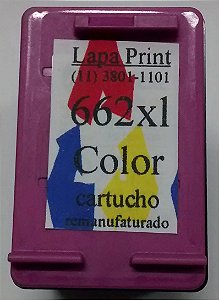 Lapa Print
(11) 3801-1101
662xl
Color
cartucho
remanufaturado